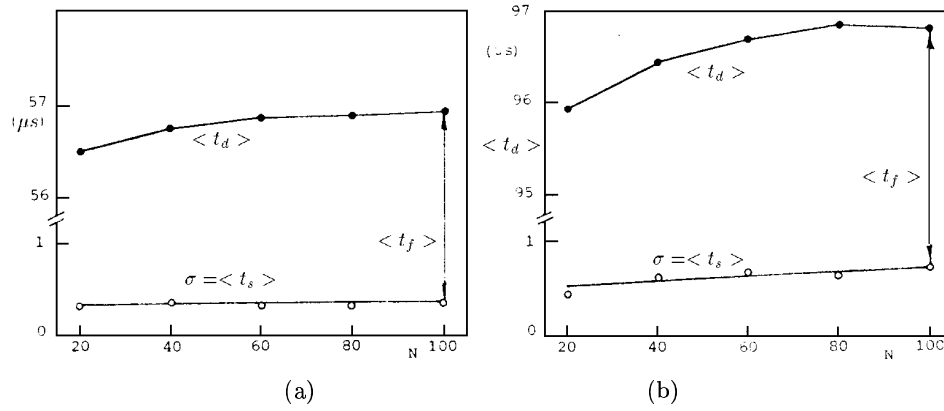 57
(μs)
56
1
0
< t_d >
< t_f >
σ =< t_s >
20 40 60 80 N 100
(a)
97
96
< t_d >
95
1
0
< t_d >
< t_f >
σ =< t_s >
20 40 60 80 N 100
(b)